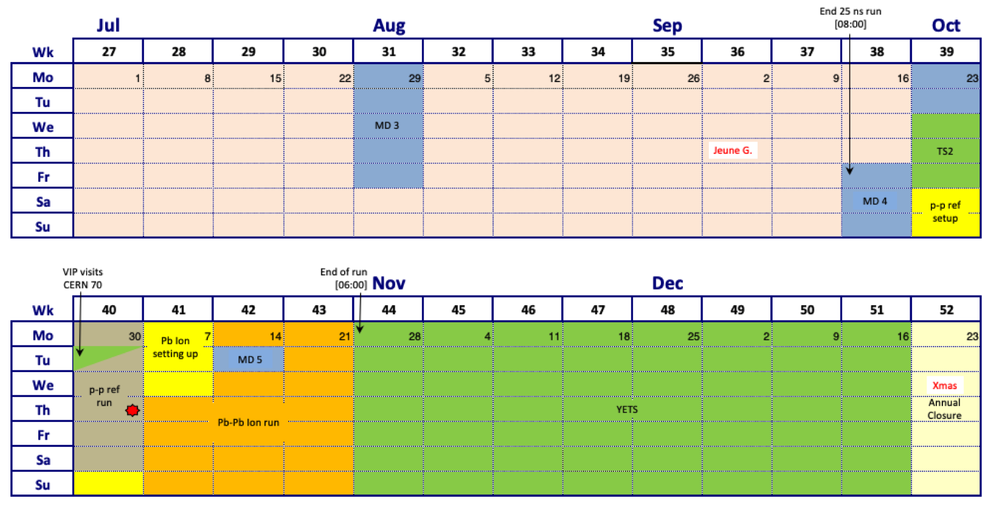 End 25 ns run
[08:00]
Jul Aug Sep Oct
Wk 27 28 29 30 31 32 33 34 35 36 37 38 39
Mo 1 8 15 22 29 5 12 19 26 2 9 16 23
Tu
We MD 3
Th Jeune G. TS2
Fr
Sa MD 4 p-p ref
setup
Su
VIP visits
CERN 70
End of run
[06:00]
Nov Dec
Wk 40 41 42 43 44 45 46 47 48 49 50 51 52
Mo 30 7 14 21 28 4 11 18 25 2 9 16 23
Pb Ion
setting up
Tu MD 5
We Xmas
p-p ref
run
Th YETS Annual
Closure
Pb-Pb Ion run
Fr
Sa
Su